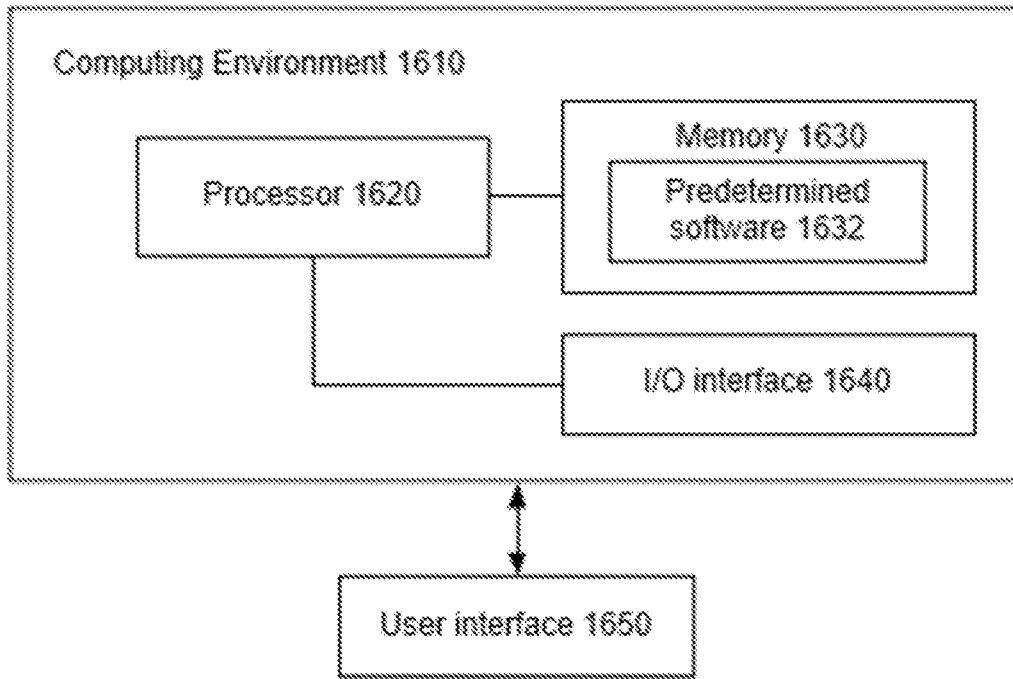 Computing Environment 1610
Processor 1620
Memory 1630
Predetermined
software 1632
I/O interface 1640
User interface 1650